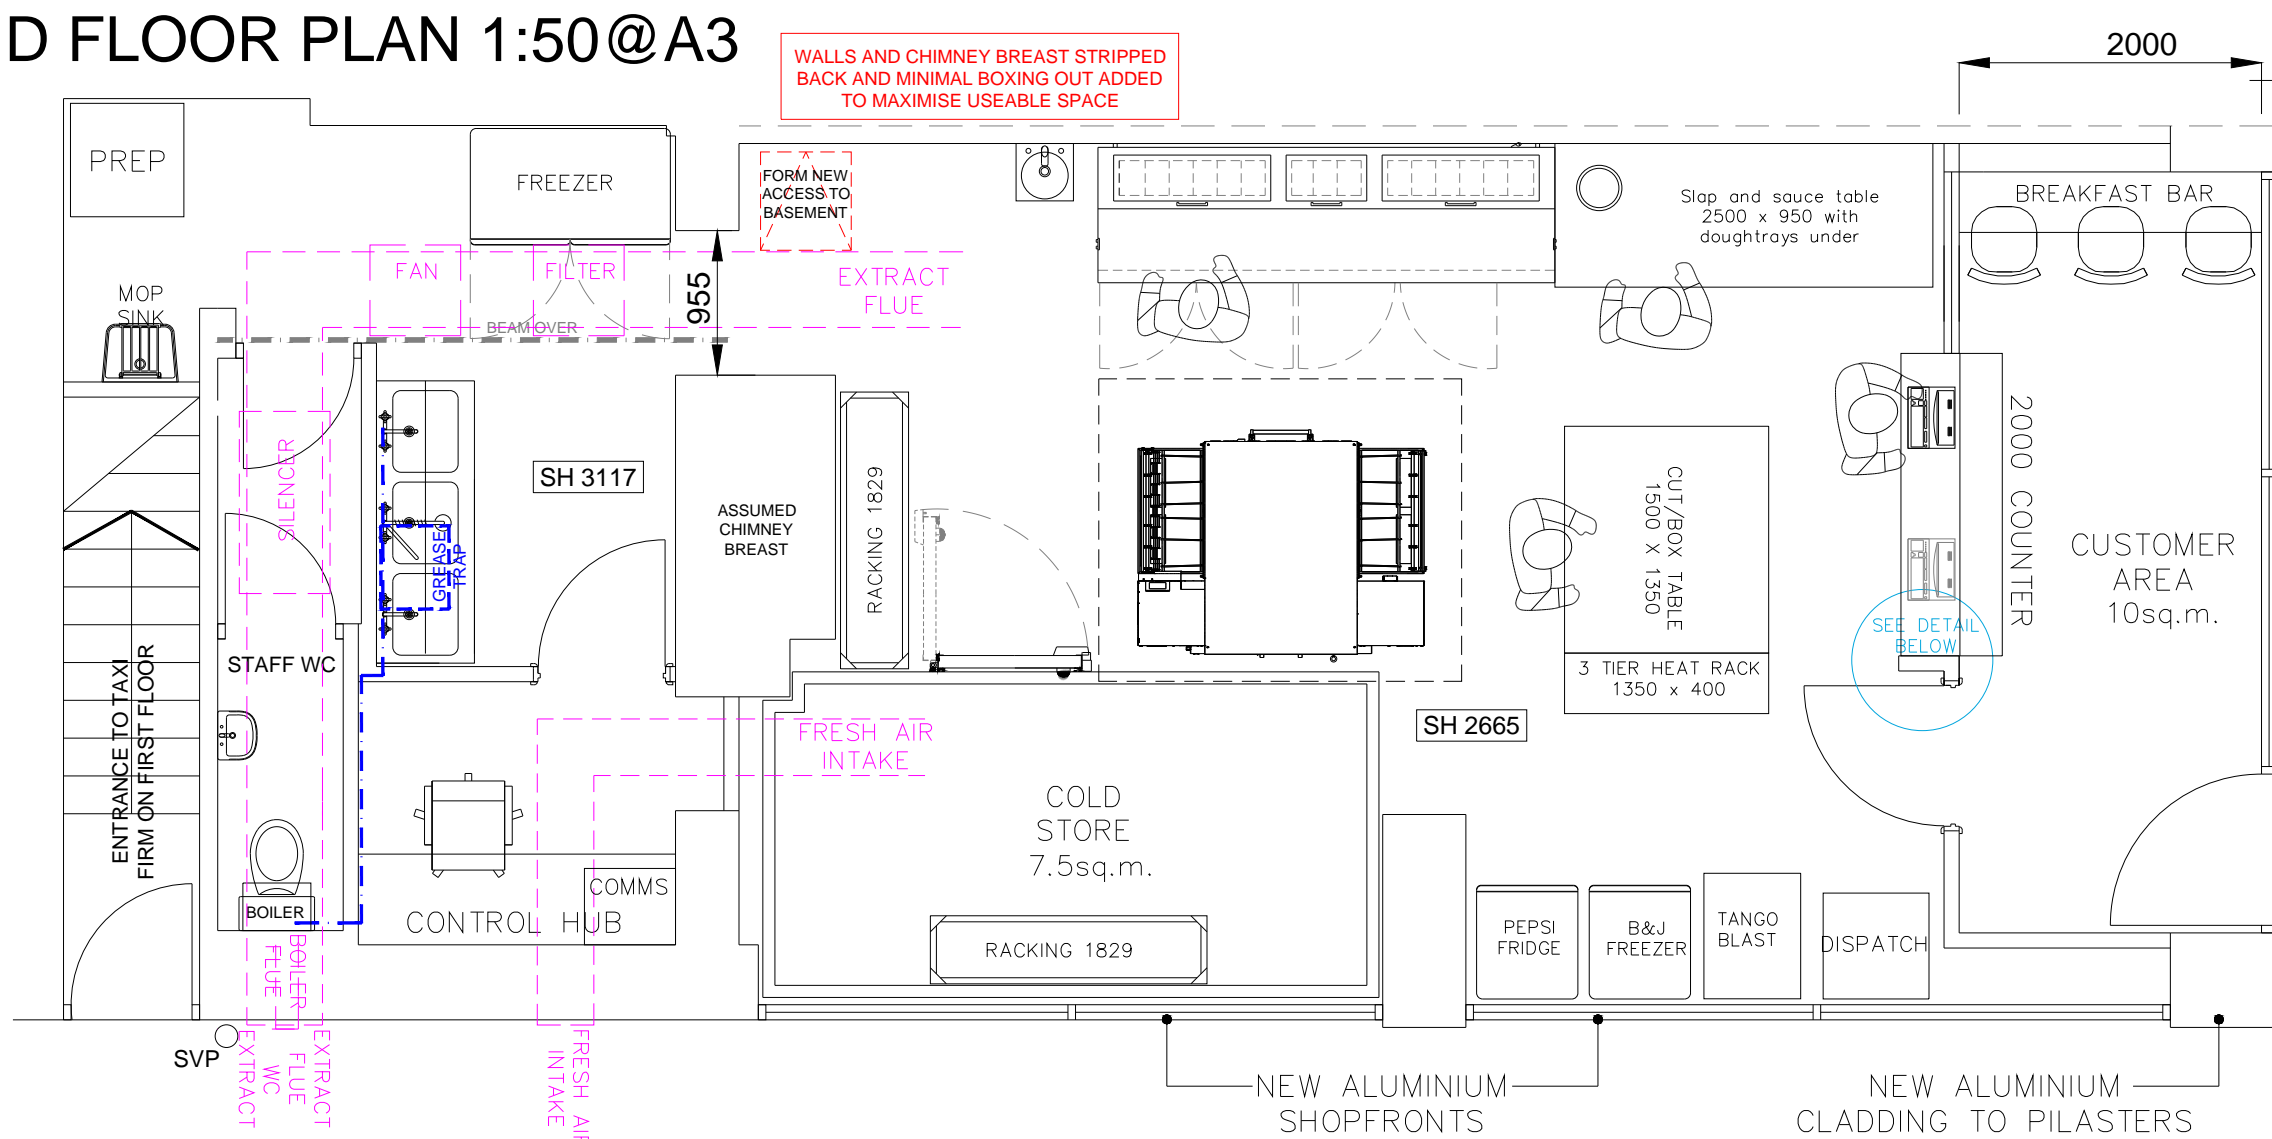 D FLOOR PLAN 1:50@A3
WALLS AND CHIMNEY BREAST STRIPPED
BACK AND MINIMAL BOXING OUT ADDED
TO MAXIMISE USEABLE SPACE
2000
PREP
FREEZER
FORM NEW
ACCESS TO
BASEMENT
Slap and sauce table
2500 x 950 with
doughtrays under
BREAKFAST BAR
FAN
FILTER
EXTRACT
FLUE
955
MOP
SINK
BEAM OVER
SILENCER
SH 3117
GREASE
TRAP
ASSUMED
CHIMNEY
BREAST
RACKING 1829
CUT/BOX TABLE
1500 X 1350
3 TIER HEAT RACK
1350 x 400
2000 COUNTER
CUSTOMER
AREA
10sq.m.
SEE DETAIL
BELOW
STAFF WC
ENTRANCE TO TAXI
FIRM ON FIRST FLOOR
SH 2665
FRESH AIR
INTAKE
COLD
STORE
7.5sq.m.
RACKING 1829
COMMS
CONTROL HUB
BOILER
PEPSI
FRIDGE
B&J
FREEZER
TANGO
BLAST
DISPATCH
BOILER
FLUE
SVP
EXTRACT
WC
FLUE
EXTRACT
FRESH AIR
INTAKE
NEW ALUMINIUM
SHOPFRONTS
NEW ALUMINIUM
CLADDING TO PILASTERS